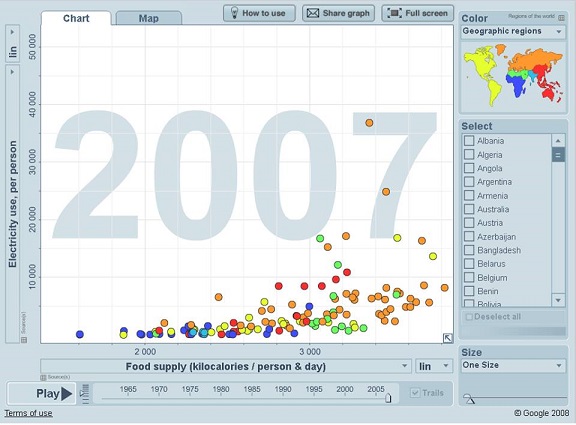 Chart
Map
How to use
Share graph
Full screen
Color
Regions of the world
Geographic regions
lin
Electricity use, per person
50 000
40 000
30 000
20 000
10 000
2007
2 000
3 000
Select
Albania
Algeria
Angola
Argentina
Armenia
Australia
Austria
Azerbaijan
Bangladesh
Belarus
Belgium
Benin
Bolivia
Deselect all
Food supply (kilocalories / person & day)
lin
Size
One Size
Play
1965 1970 1975 1980 1985 1990 1995 2000 2005
Trails
Terms of use
© Google 2008